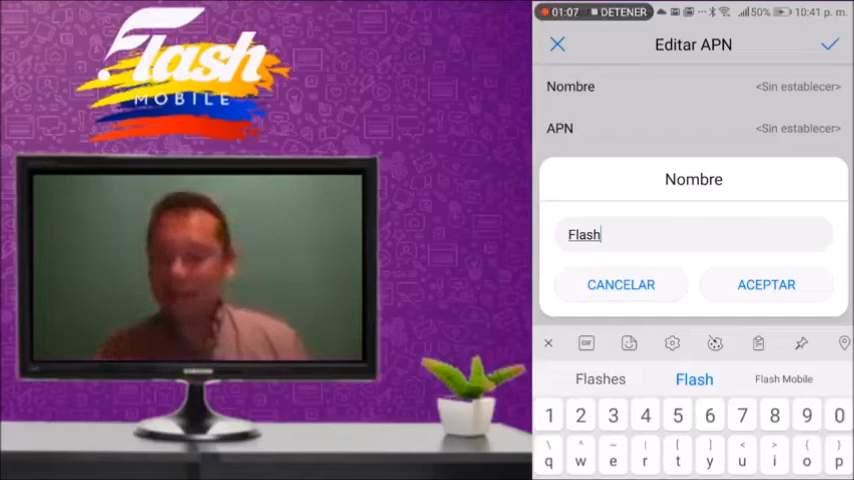 Flash
MOBILE
SAMSUNG
01:07 DETENER ... 50% 10:41 p. m.
Editar APN
Nombre <Sin establecer>
APN <Sin establecer>
Nombre
Flash
CANCELAR ACEPTAR
GIF
Flashes Flash Flash Mobile
1 2 3 4 5 6 7 8 9 0
~ ^ ~ | [ ] < > { }
q w e r t y u i o p